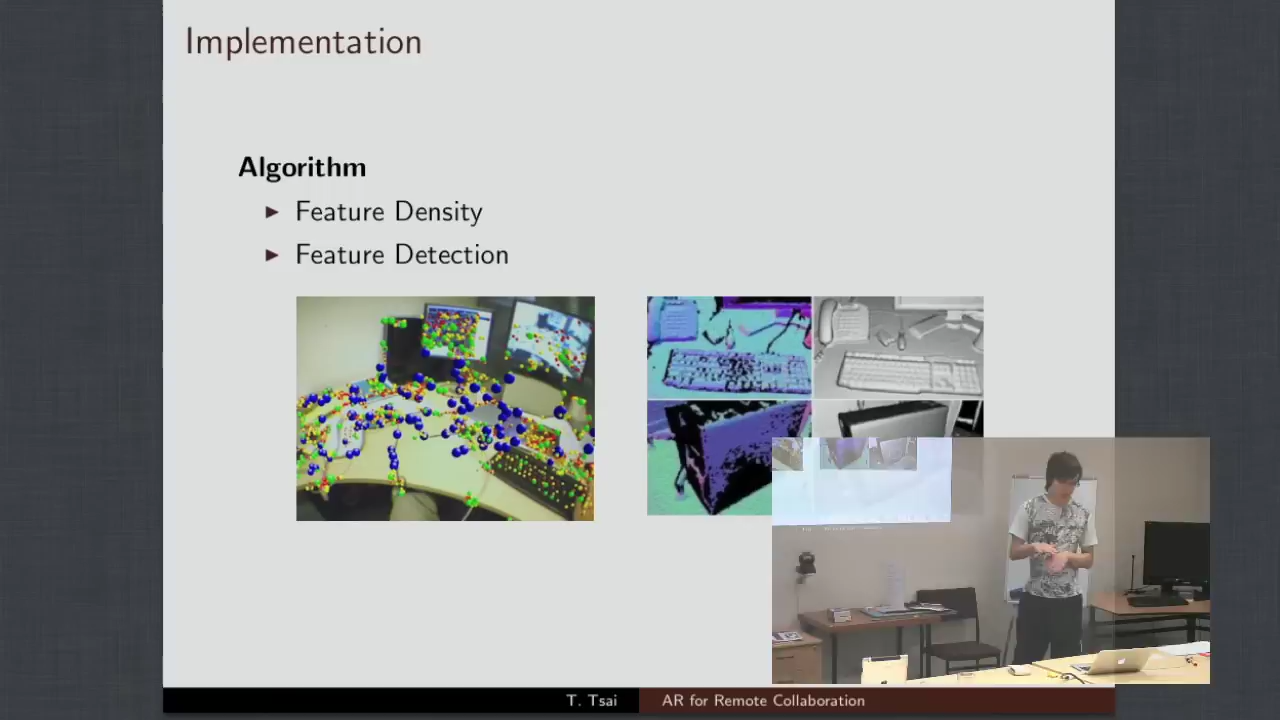 Implementation
Algorithm
Feature Density
Feature Detection
T. Tsai
AR for Remote Collaboration